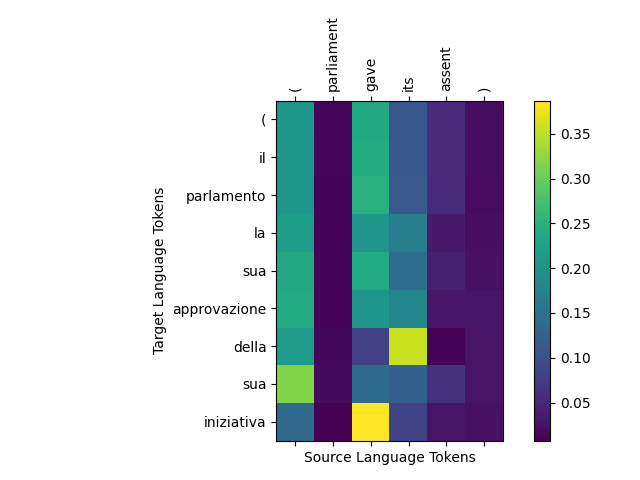 ( parliament gave its assent )
(
il
parlamento
la
sua
approvazione
della
sua
iniziativa
Target Language Tokens
Source Language Tokens
0.35
0.30
0.25
0.20
0.15
0.10
0.05